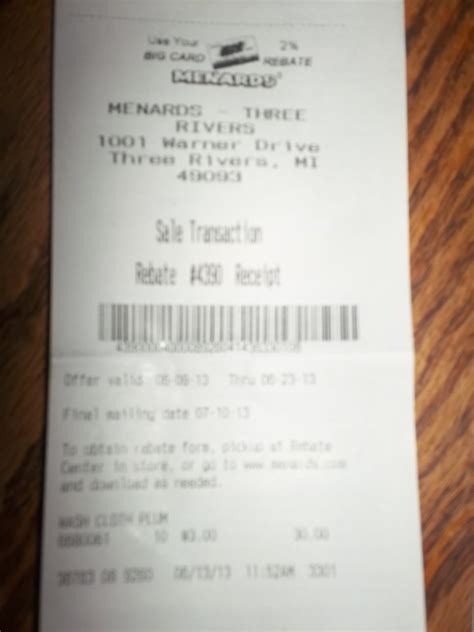 Use Your 2%
BIG CARD REBATE
MENARDS
MENARDS - THREE
RIVERS
1001 Warner Drive
Three Rivers, MI
49093
Sale Transaction
Rebate #4390 Receipt
Offer valid 06-09-13 Thru 06-23-13
Final mailing date 07-10-13
To obtain rebate form, pickup at Rebate
Center in store, or go to www.menards.com
and download as needed.
WASH CLOTH PLUM
10 @3.00 30.00
06/13/13 11:52AM 3301